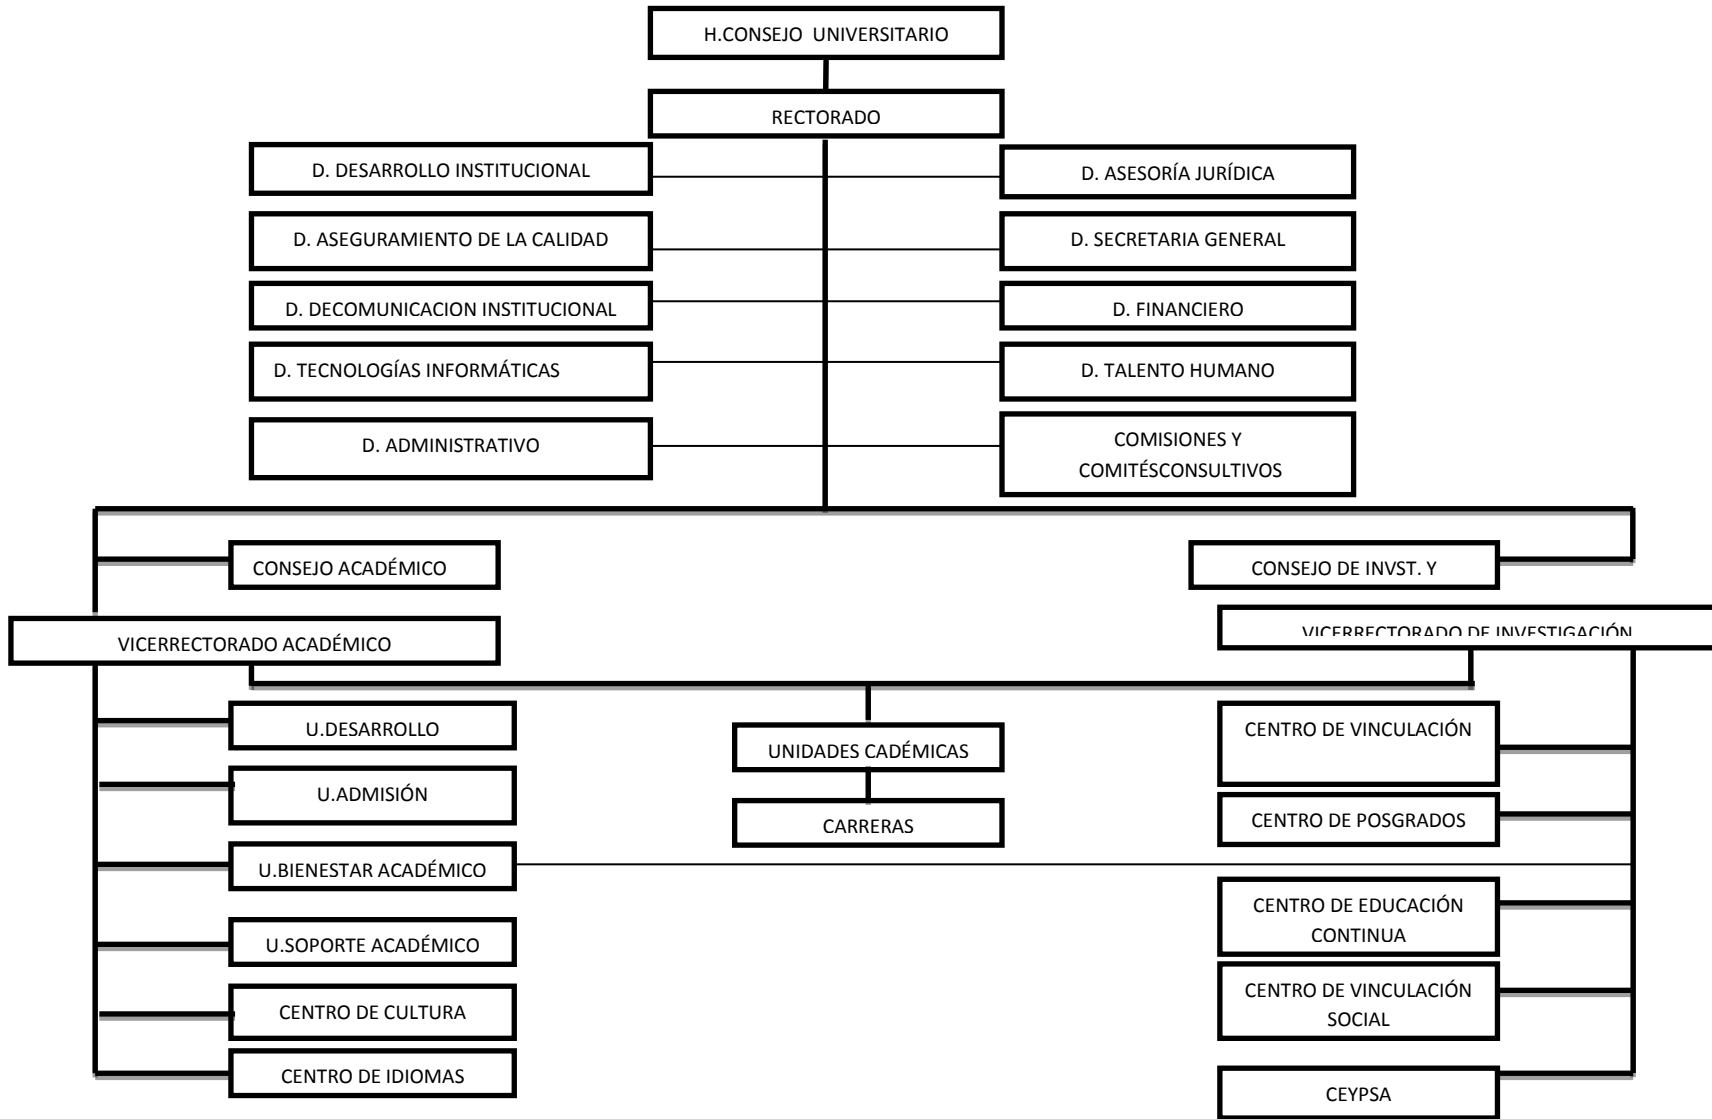 H.CONSEJO UNIVERSITARIO
RECTORADO
D. DESARROLLO INSTITUCIONAL
D. ASESORÍA JURÍDICA
D. ASEGURAMIENTO DE LA CALIDAD
D. SECRETARIA GENERAL
D. DECOMUNICACION INSTITUCIONAL
D. FINANCIERO
D. TECNOLOGÍAS INFORMÁTICAS
D. TALENTO HUMANO
D. ADMINISTRATIVO
COMISIONES Y
COMITÉSCONSULTIVOS
CONSEJO ACADÉMICO
CONSEJO DE INVST. Y
VICERRECTORADO ACADÉMICO
VICERRECTORADO DE INVESTIGACIÓN
U.DESARROLLO
UNIDADES CADÉMICAS
CENTRO DE VINCULACIÓN
U.ADMISIÓN
CARRERAS
CENTRO DE POSGRADOS
U.BIENESTAR ACADÉMICO
CENTRO DE EDUCACIÓN
CONTINUA
U.SOPORTE ACADÉMICO
CENTRO DE VINCULACIÓN
SOCIAL
CENTRO DE CULTURA
CENTRO DE IDIOMAS
CEYPSA